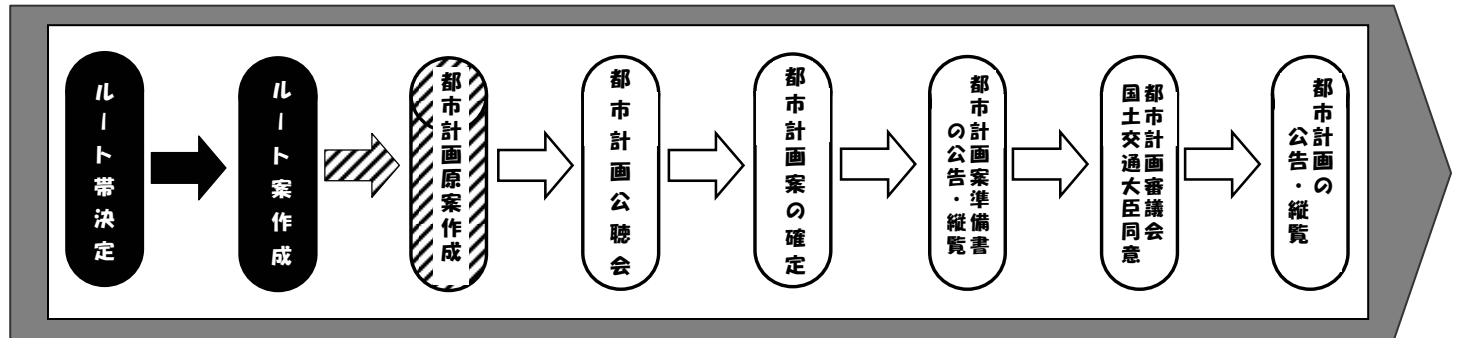 ルート帯決定
ルート案作成
都市計画原案作成
都市計画公聴会
都市計画案の確定
都市計画案準備書
の公告・縦覧
都市計画審議会
国土交通大臣同意
都市計画の
公告・縦覧